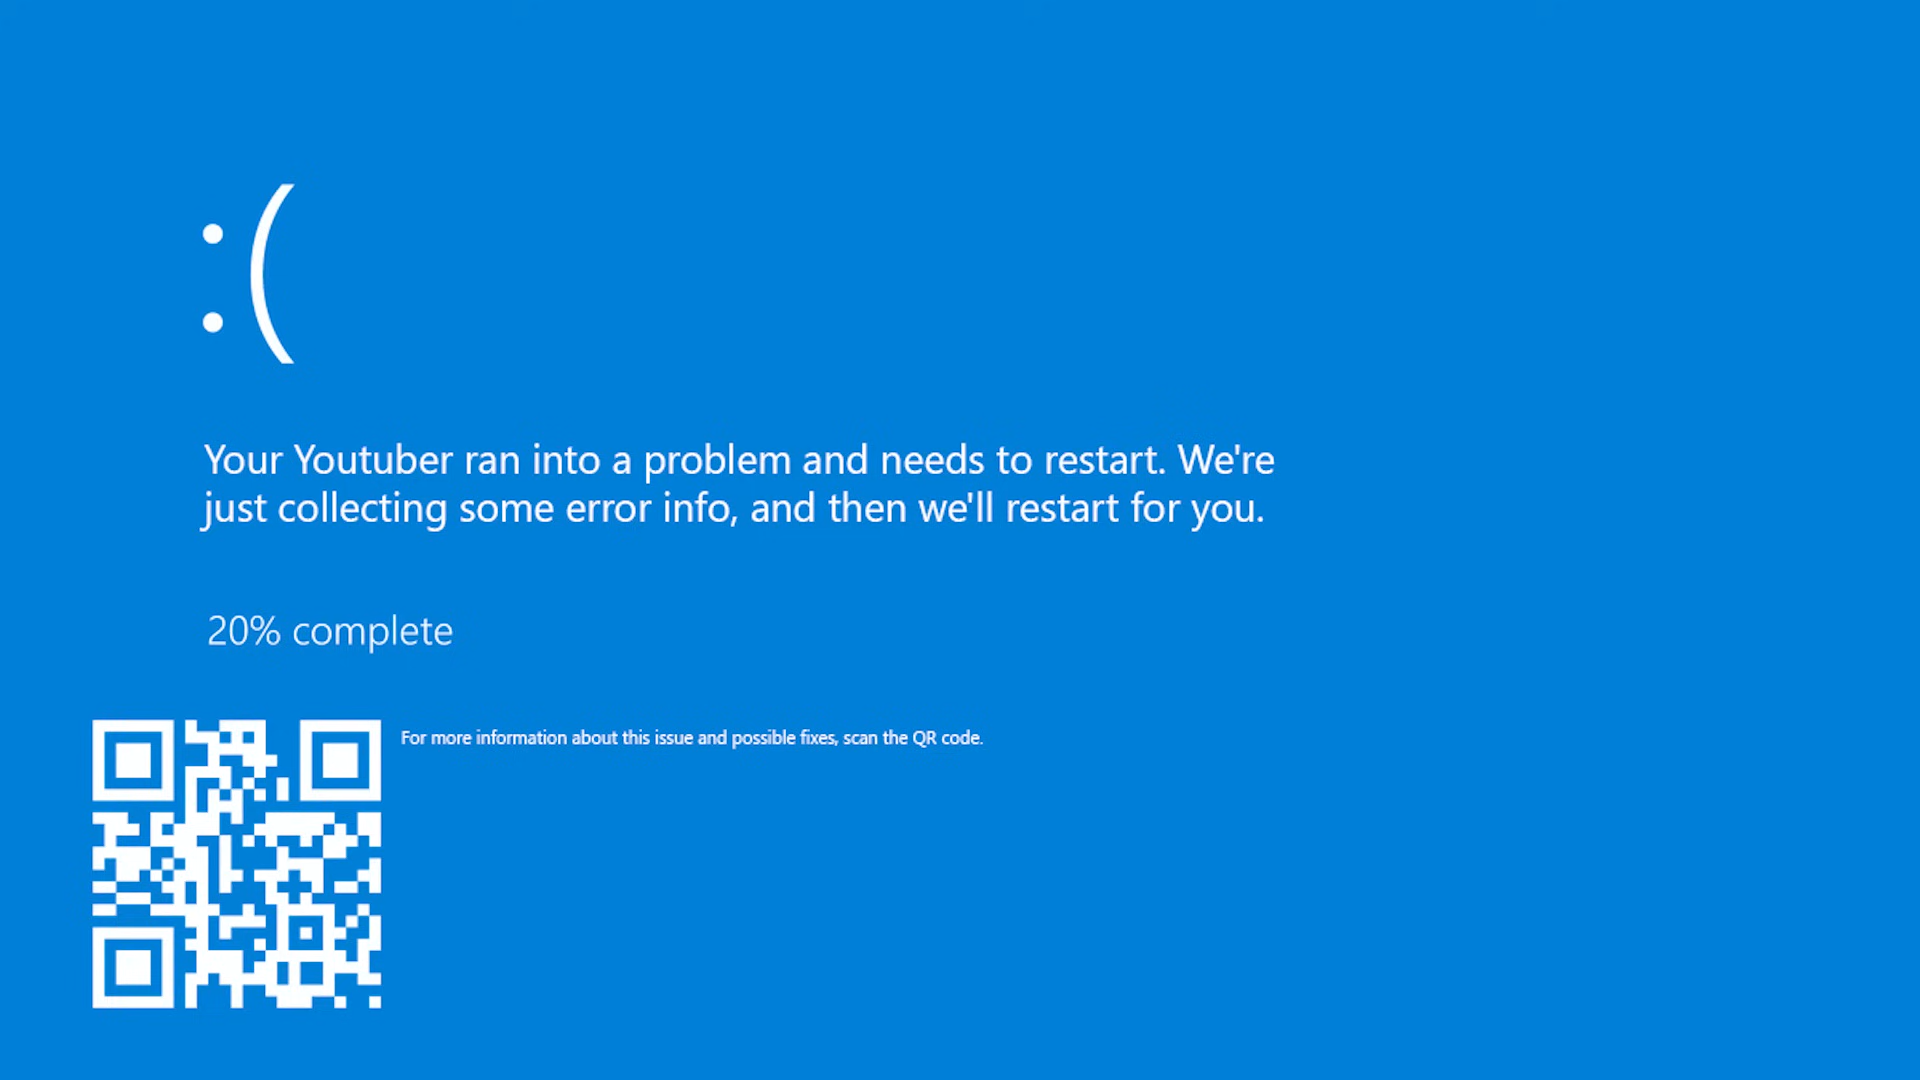 :(
Your Youtuber ran into a problem and needs to restart. We're
just collecting some error info, and then we'll restart for you.
20% complete
For more information about this issue and possible fixes, scan the QR code.